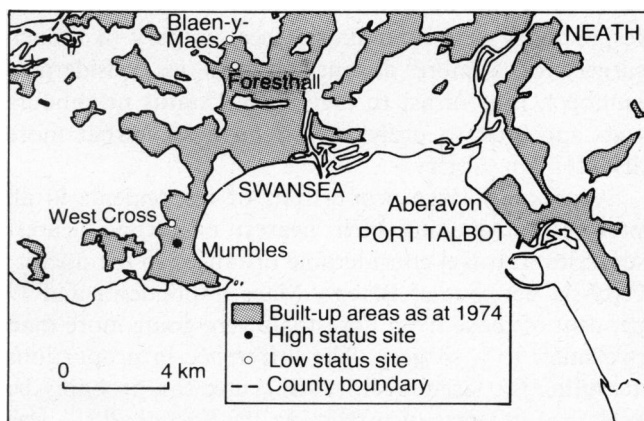 Blaen-y-
Maes
NEATH
Foresthall
SWANSEA
Aberavon
PORT TALBOT
West Cross
Mumbles
Built-up areas as at 1974
High status site
Low status site
County boundary
0 4 km